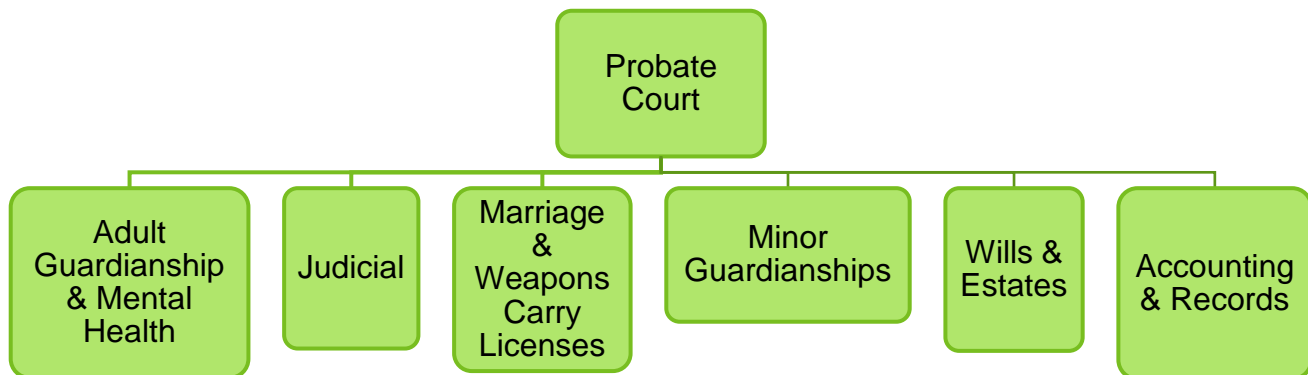 Probate
Court
Adult
Guardianship
& Mental
Health
Judicial
Marriage
&
Weapons
Carry
Licenses
Minor
Guardianships
Wills &
Estates
Accounting
& Records